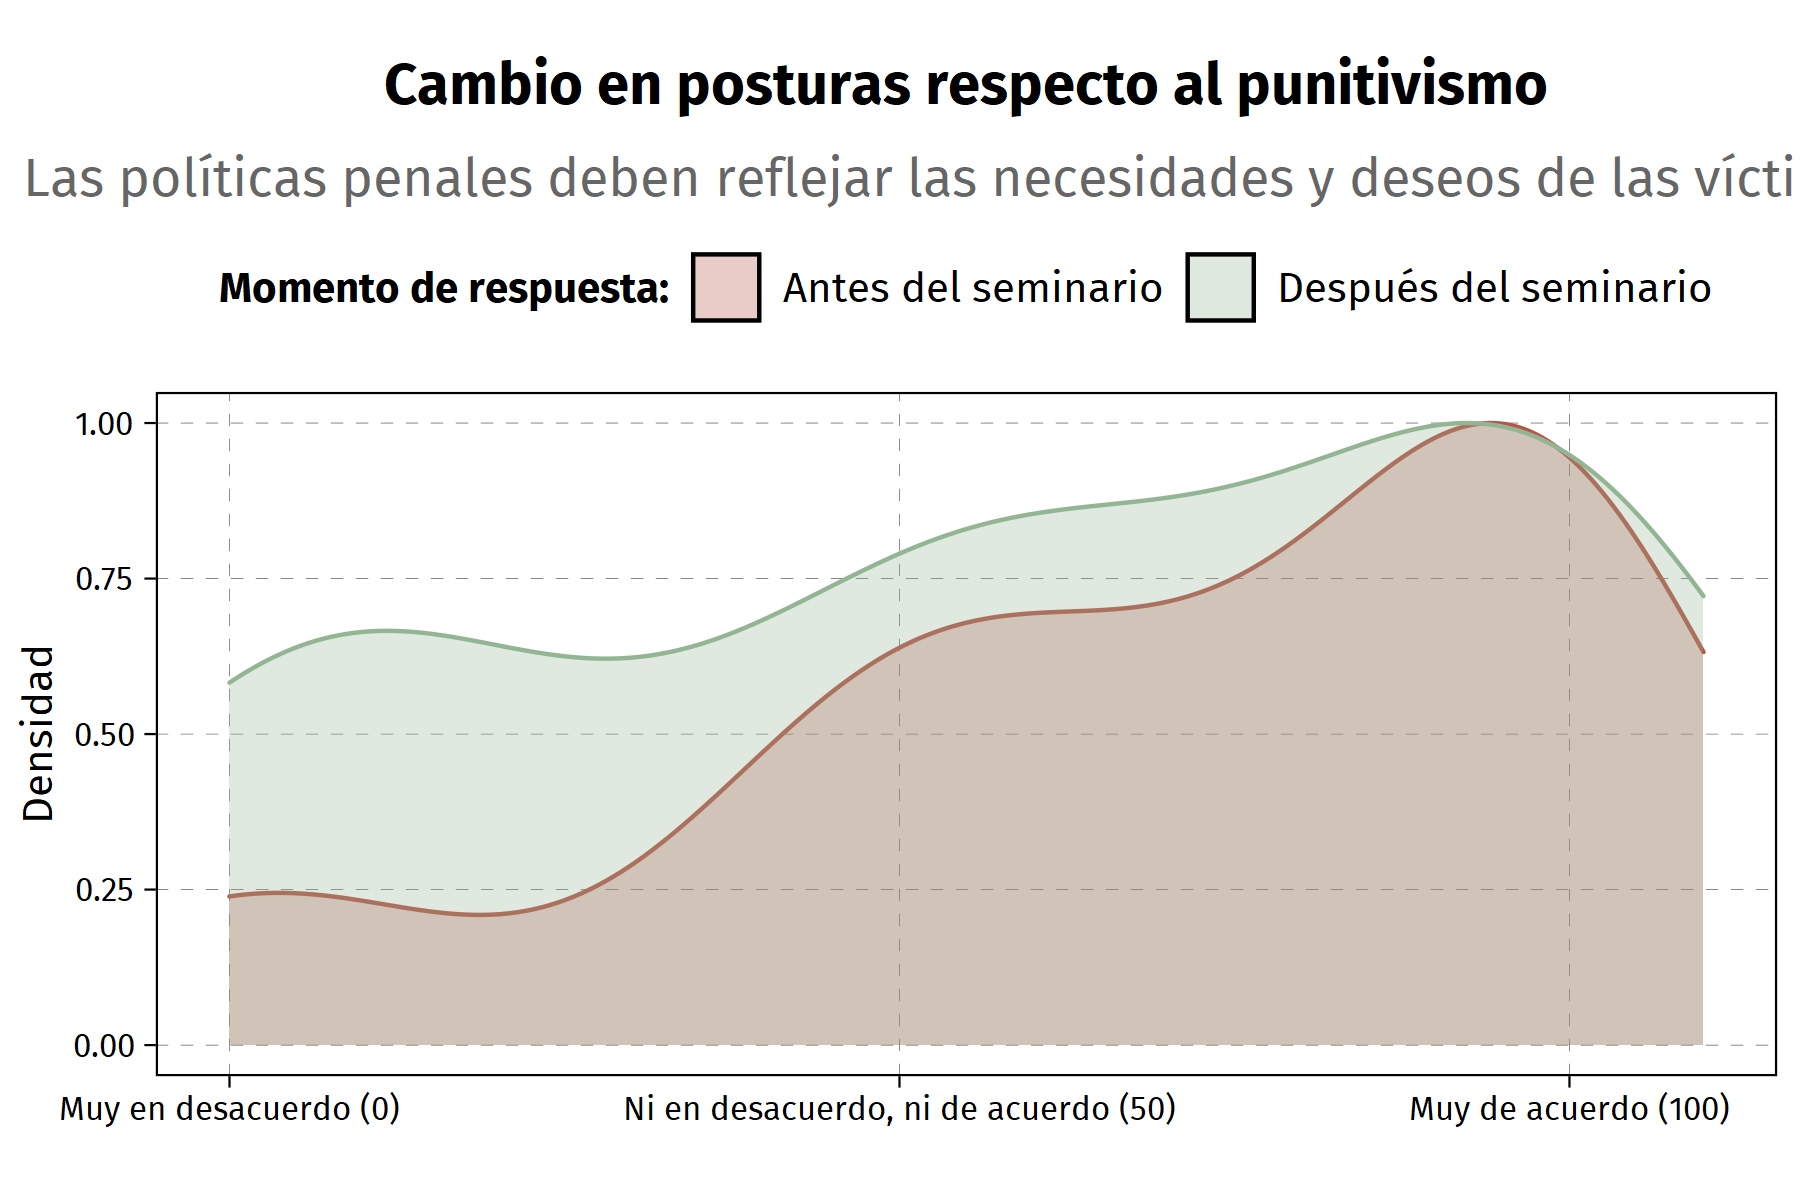 Cambio en posturas respecto al punitivismo
Las políticas penales deben reflejar las necesidades y deseos de las vícti
Momento de respuesta: Antes del seminario Después del seminario
Densidad
1.00
0.75
0.50
0.25
0.00
Muy en desacuerdo (0) Ni en desacuerdo, ni de acuerdo (50) Muy de acuerdo (100)